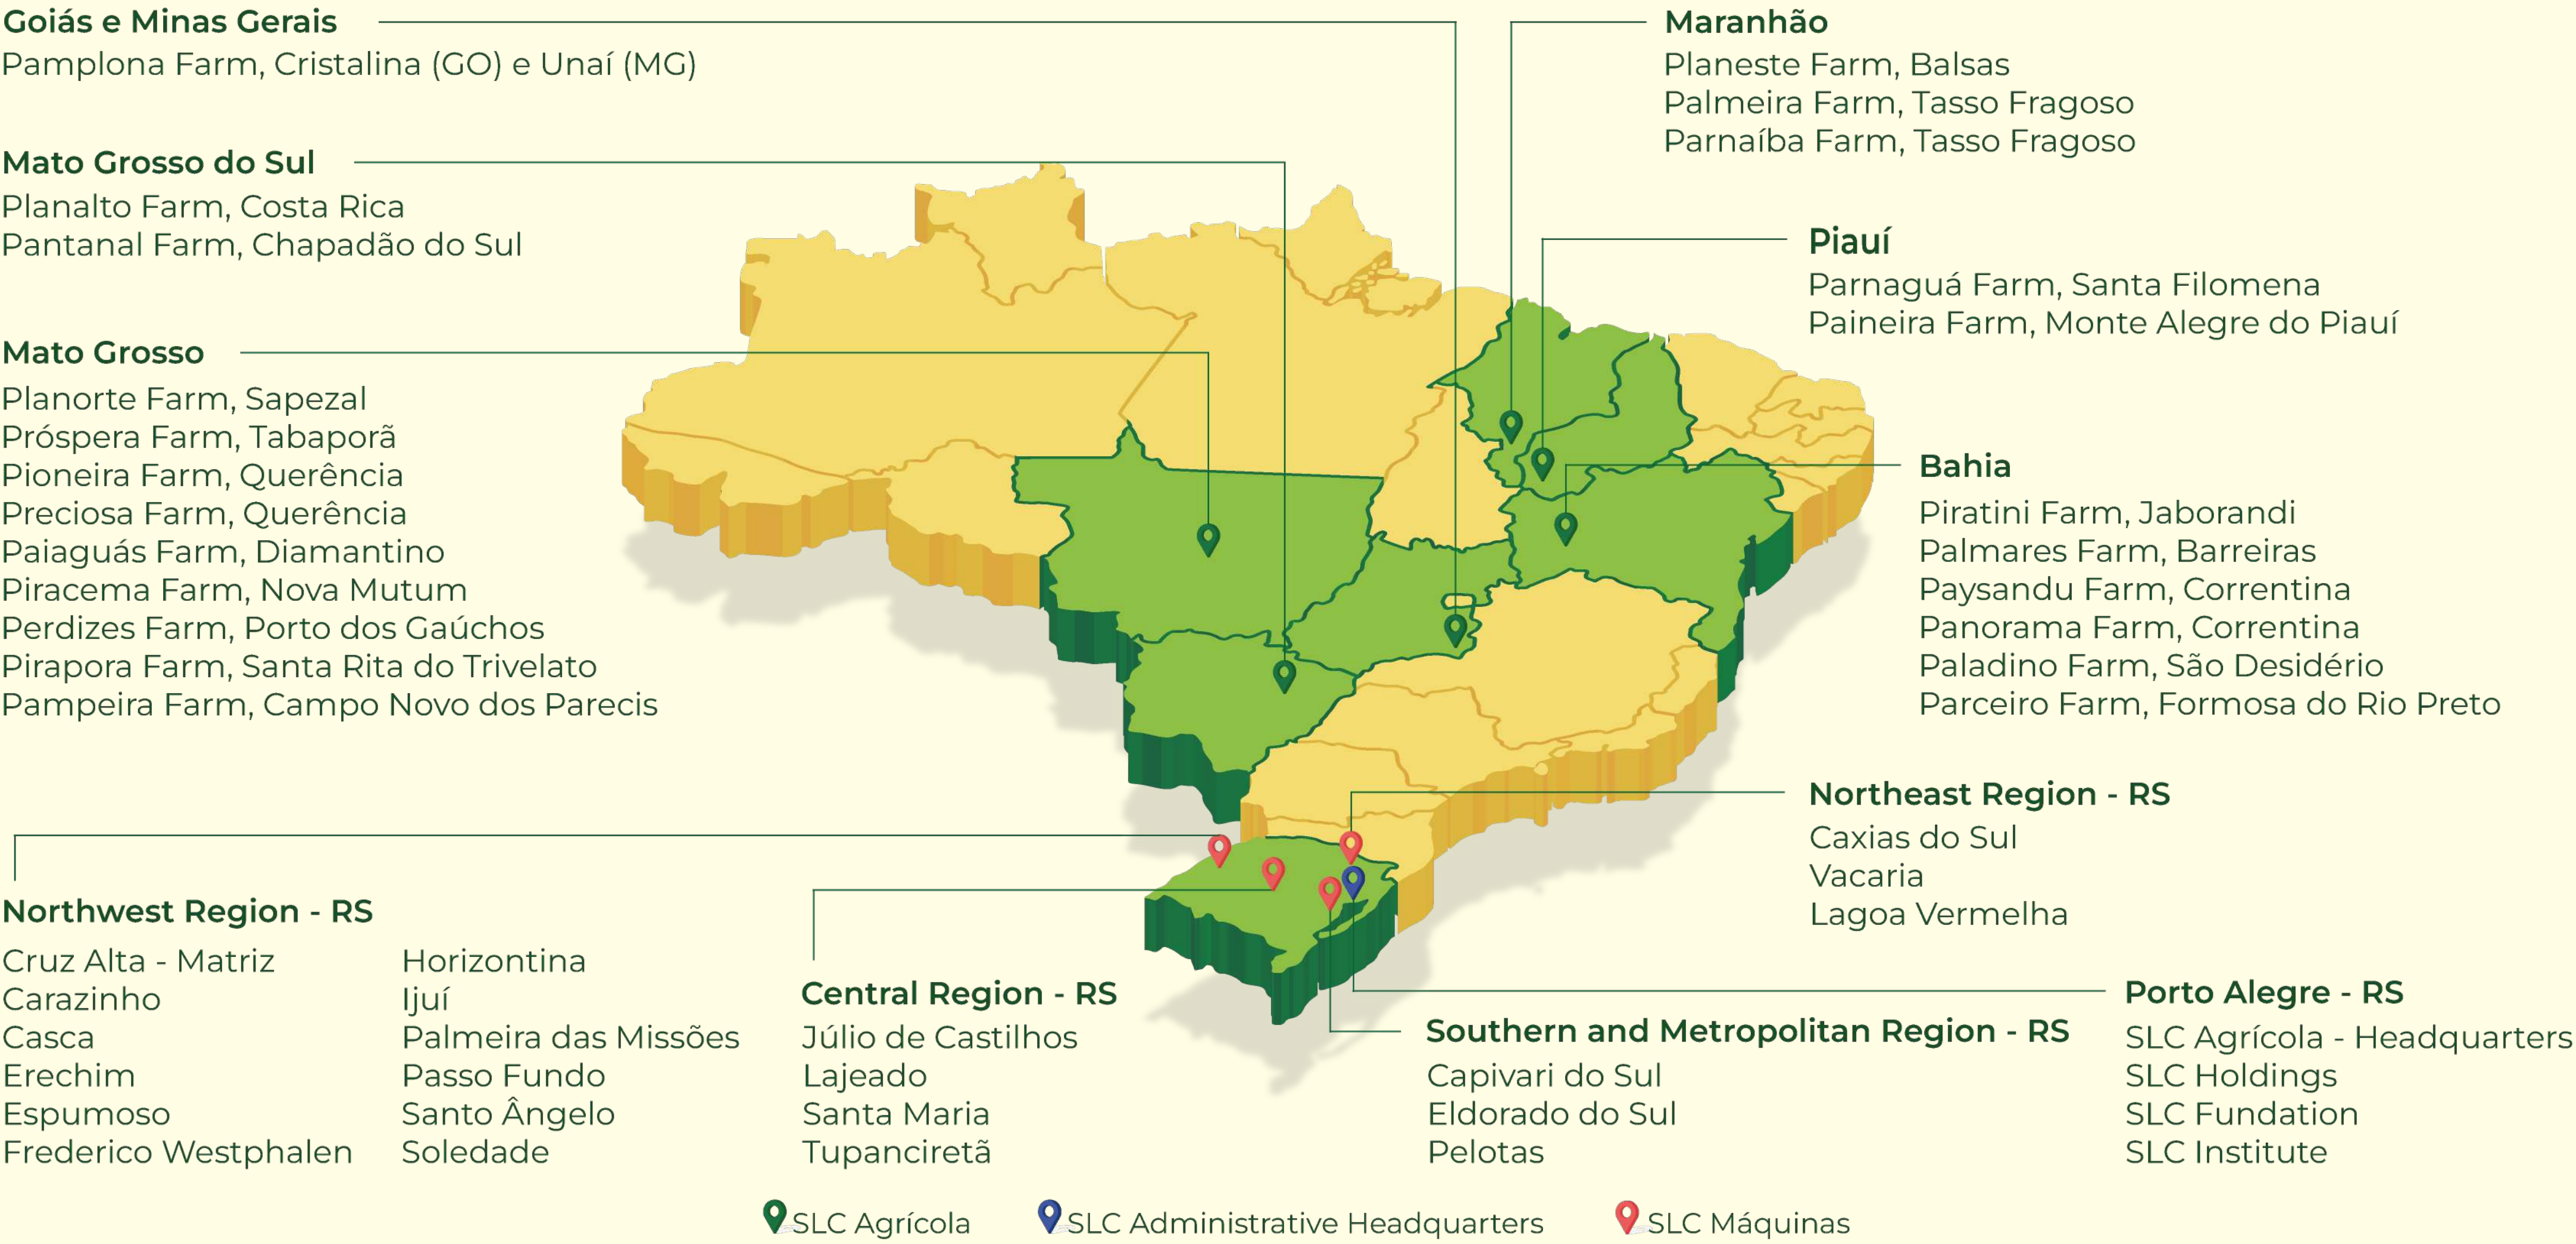 Goiás e Minas Gerais
Pamplona Farm, Cristalina (GO) e Unaí (MG)
Mato Grosso do Sul
Planalto Farm, Costa Rica
Pantanal Farm, Chapadão do Sul
Mato Grosso
Planorte Farm, Sapezal
Próspera Farm, Tabaporã
Pioneira Farm, Querência
Preciosa Farm, Querência
Paiaguás Farm, Diamantino
Piracema Farm, Nova Mutum
Perdizes Farm, Porto dos Gaúchos
Pirapora Farm, Santa Rita do Trivelato
Pampeira Farm, Campo Novo dos Parecis
Maranhão
Planeste Farm, Balsas
Palmeira Farm, Tasso Fragoso
Parnaíba Farm, Tasso Fragoso
Piauí
Parnaguá Farm, Santa Filomena
Paineira Farm, Monte Alegre do Piauí
Bahia
Piratini Farm, Jaborandi
Palmares Farm, Barreiras
Paysandu Farm, Correntina
Panorama Farm, Correntina
Paladino Farm, São Desidério
Parceiro Farm, Formosa do Rio Preto
Northeast Region - RS
Caxias do Sul
Vacaria
Lagoa Vermelha
Northwest Region - RS
Cruz Alta - Matriz
Carazinho
Casca
Erechim
Espumoso
Frederico Westphalen
Horizontina
Ijuí
Palmeira das Missões
Passo Fundo
Santo Ângelo
Soledade
Central Region - RS
Júlio de Castilhos
Lajeado
Santa Maria
Tupanciretã
Southern and Metropolitan Region - RS
Capivari do Sul
Eldorado do Sul
Pelotas
Porto Alegre - RS
SLC Agrícola - Headquarters
SLC Holdings
SLC Fundation
SLC Institute
SLC Agrícola
SLC Administrative Headquarters
SLC Máquinas